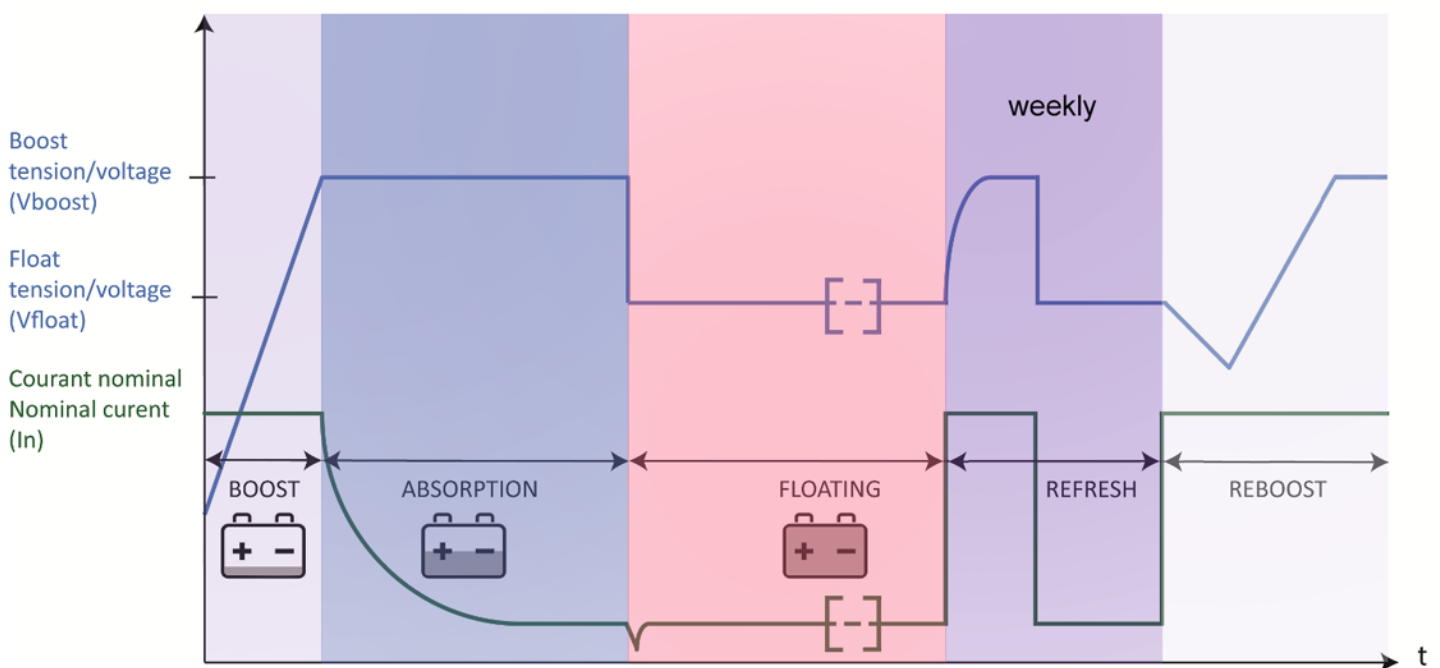 weekly
Boost
tension/voltage
(Vboost)
Float
tension/voltage
(Vfloat)
Courant nominal
Nominal curent
(In)
BOOST
ABSORPTION
FLOATING
REFRESH
REBOOST
+ −
+ −
+ −
t